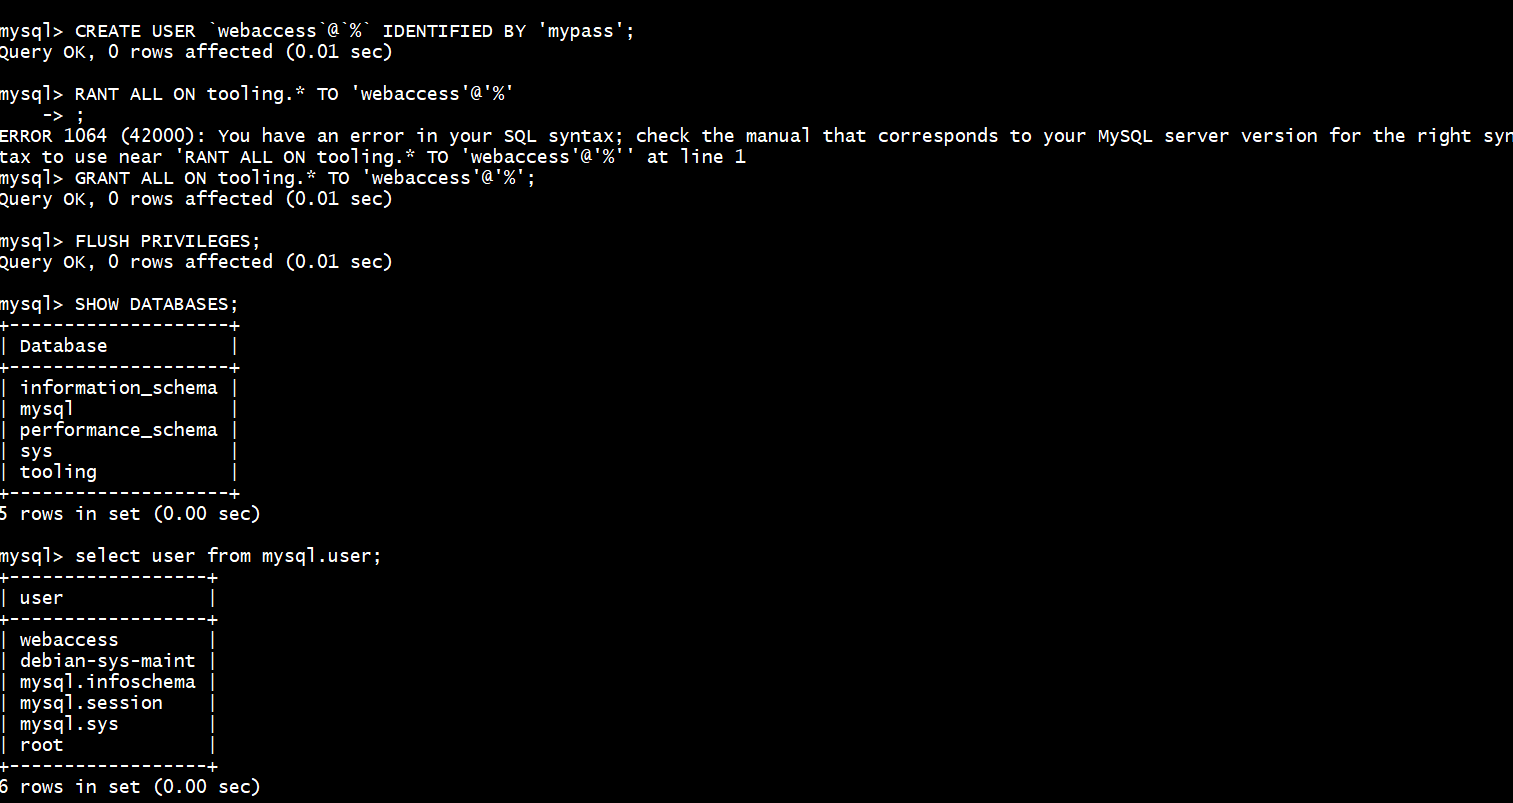 mysql> CREATE USER `webaccess`@`%` IDENTIFIED BY 'mypass';
Query OK, 0 rows affected (0.01 sec)
mysql> RANT ALL ON tooling.* TO 'webaccess'@'%'
    -> ;
ERROR 1064 (42000): You have an error in your SQL syntax; check the manual that corresponds to your MySQL server version for the right syn
tax to use near 'RANT ALL ON tooling.* TO 'webaccess'@'%'' at line 1
mysql> GRANT ALL ON tooling.* TO 'webaccess'@'%';
Query OK, 0 rows affected (0.01 sec)
mysql> FLUSH PRIVILEGES;
Query OK, 0 rows affected (0.01 sec)
mysql> SHOW DATABASES;
+--------------------+
| Database           |
+--------------------+
| information_schema |
| mysql              |
| performance_schema |
| sys                |
| tooling            |
+--------------------+
5 rows in set (0.00 sec)
mysql> select user from mysql.user;
+------------------+
| user             |
+------------------+
| webaccess        |
| debian-sys-maint |
| mysql.infoschema |
| mysql.session    |
| mysql.sys        |
| root             |
+------------------+
6 rows in set (0.00 sec)